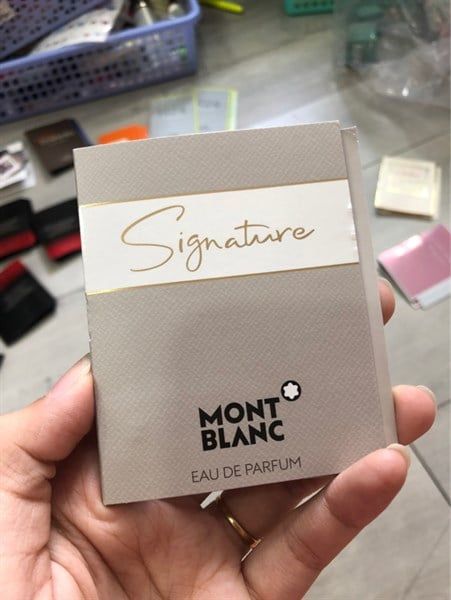 Signature
MONT
BLANC
EAU DE PARFUM